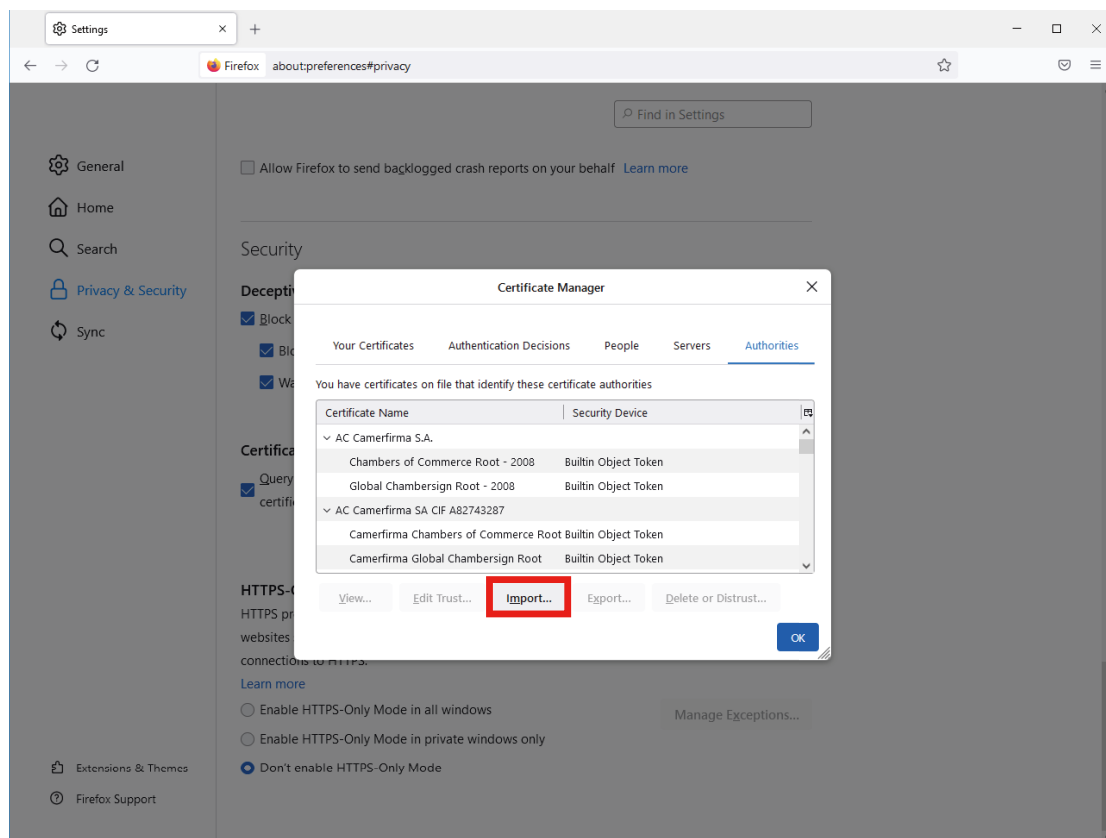 Settings
Firefox about:preferences#privacy
Find in Settings
General
Home
Search
Privacy & Security
Sync
Extensions & Themes
Firefox Support
Allow Firefox to send backlogged crash reports on your behalf Learn more
Security
Block
Query
HTTPS pr
websites
connections to HTTPS.
Learn more
Enable HTTPS-Only Mode in all windows
Enable HTTPS-Only Mode in private windows only
Don't enable HTTPS-Only Mode
Manage Exceptions...
Certificate Manager
Your Certificates Authentication Decisions People Servers Authorities
You have certificates on file that identify these certificate authorities
Certificate Name Security Device
AC Camerfirma S.A.
Chambers of Commerce Root - 2008 Builtin Object Token
Global Chambersign Root - 2008 Builtin Object Token
AC Camerfirma SA CIF A82743287
Camerfirma Chambers of Commerce Root Builtin Object Token
Camerfirma Global Chambersign Root Builtin Object Token
View... Edit Trust... Import... Export... Delete or Distrust...
OK